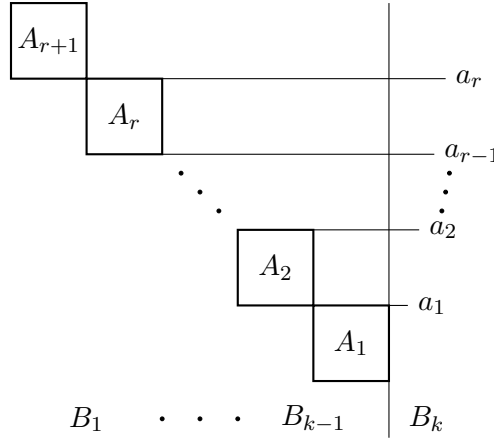 A_{r+1}
a_r
A_r
a_{r-1}
a_2
A_2
a_1
A_1
B_1 · · · B_{k-1} B_k